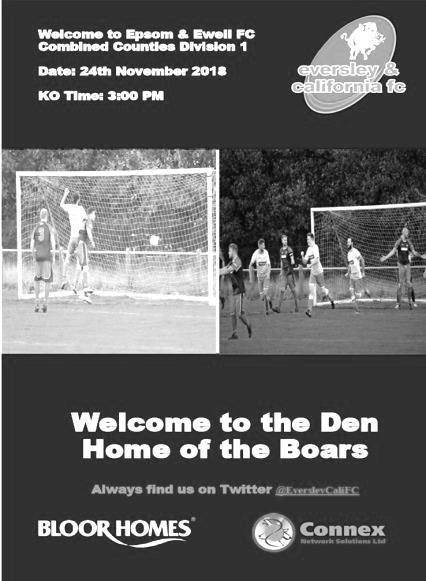 Welcome to Epsom & Ewell FC
Combined Counties Division 1
Date: 24th November 2018
KO Time: 3:00 PM
eversley &
california fc
Welcome to the Den
Home of the Boars
Always find us on Twitter @EversleyCaliFC
BLOOR HOMES®
Connex
Network Solutions Ltd